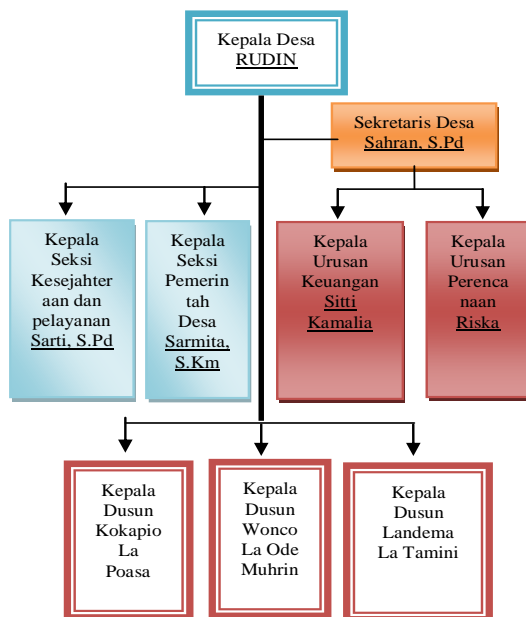 Kepala Desa
RUDIN
Sekretaris Desa
Sahran, S.Pd
Kepala
Seksi
Kesejahter
aan dan
pelayanan
Sarti, S.Pd
Kepala
Seksi
Pemerin
tah
Desa
Sarmita,
S.Km
Kepala
Urusan
Keuangan
Sitti
Kamalia
Kepala
Urusan
Perenca
naan
Riska
Kepala
Dusun
Kokapio
La
Poasa
Kepala
Dusun
Wonco
La Ode
Muhrin
Kepala
Dusun
Landema
La Tamini